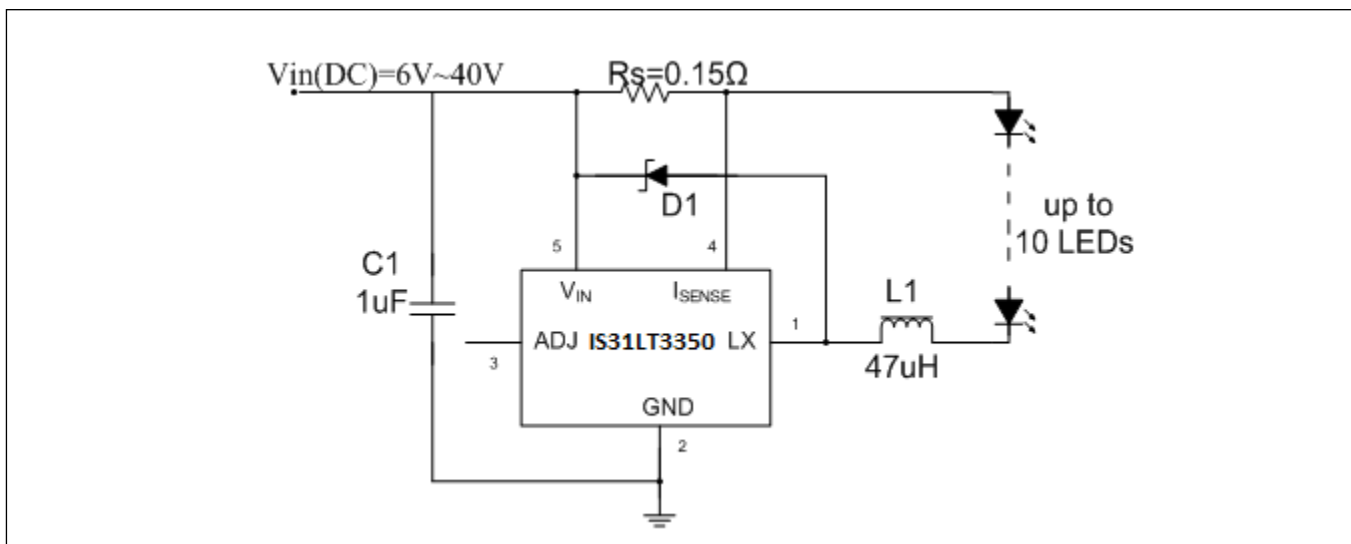 Vin(DC)=6V~40V
Rs=0.15Ω
D1
up to
10 LEDs
5
4
C1
1uF
VIN
ISENSE
L1
1
ADJ IS31LT3350 LX
3
47uH
GND
2